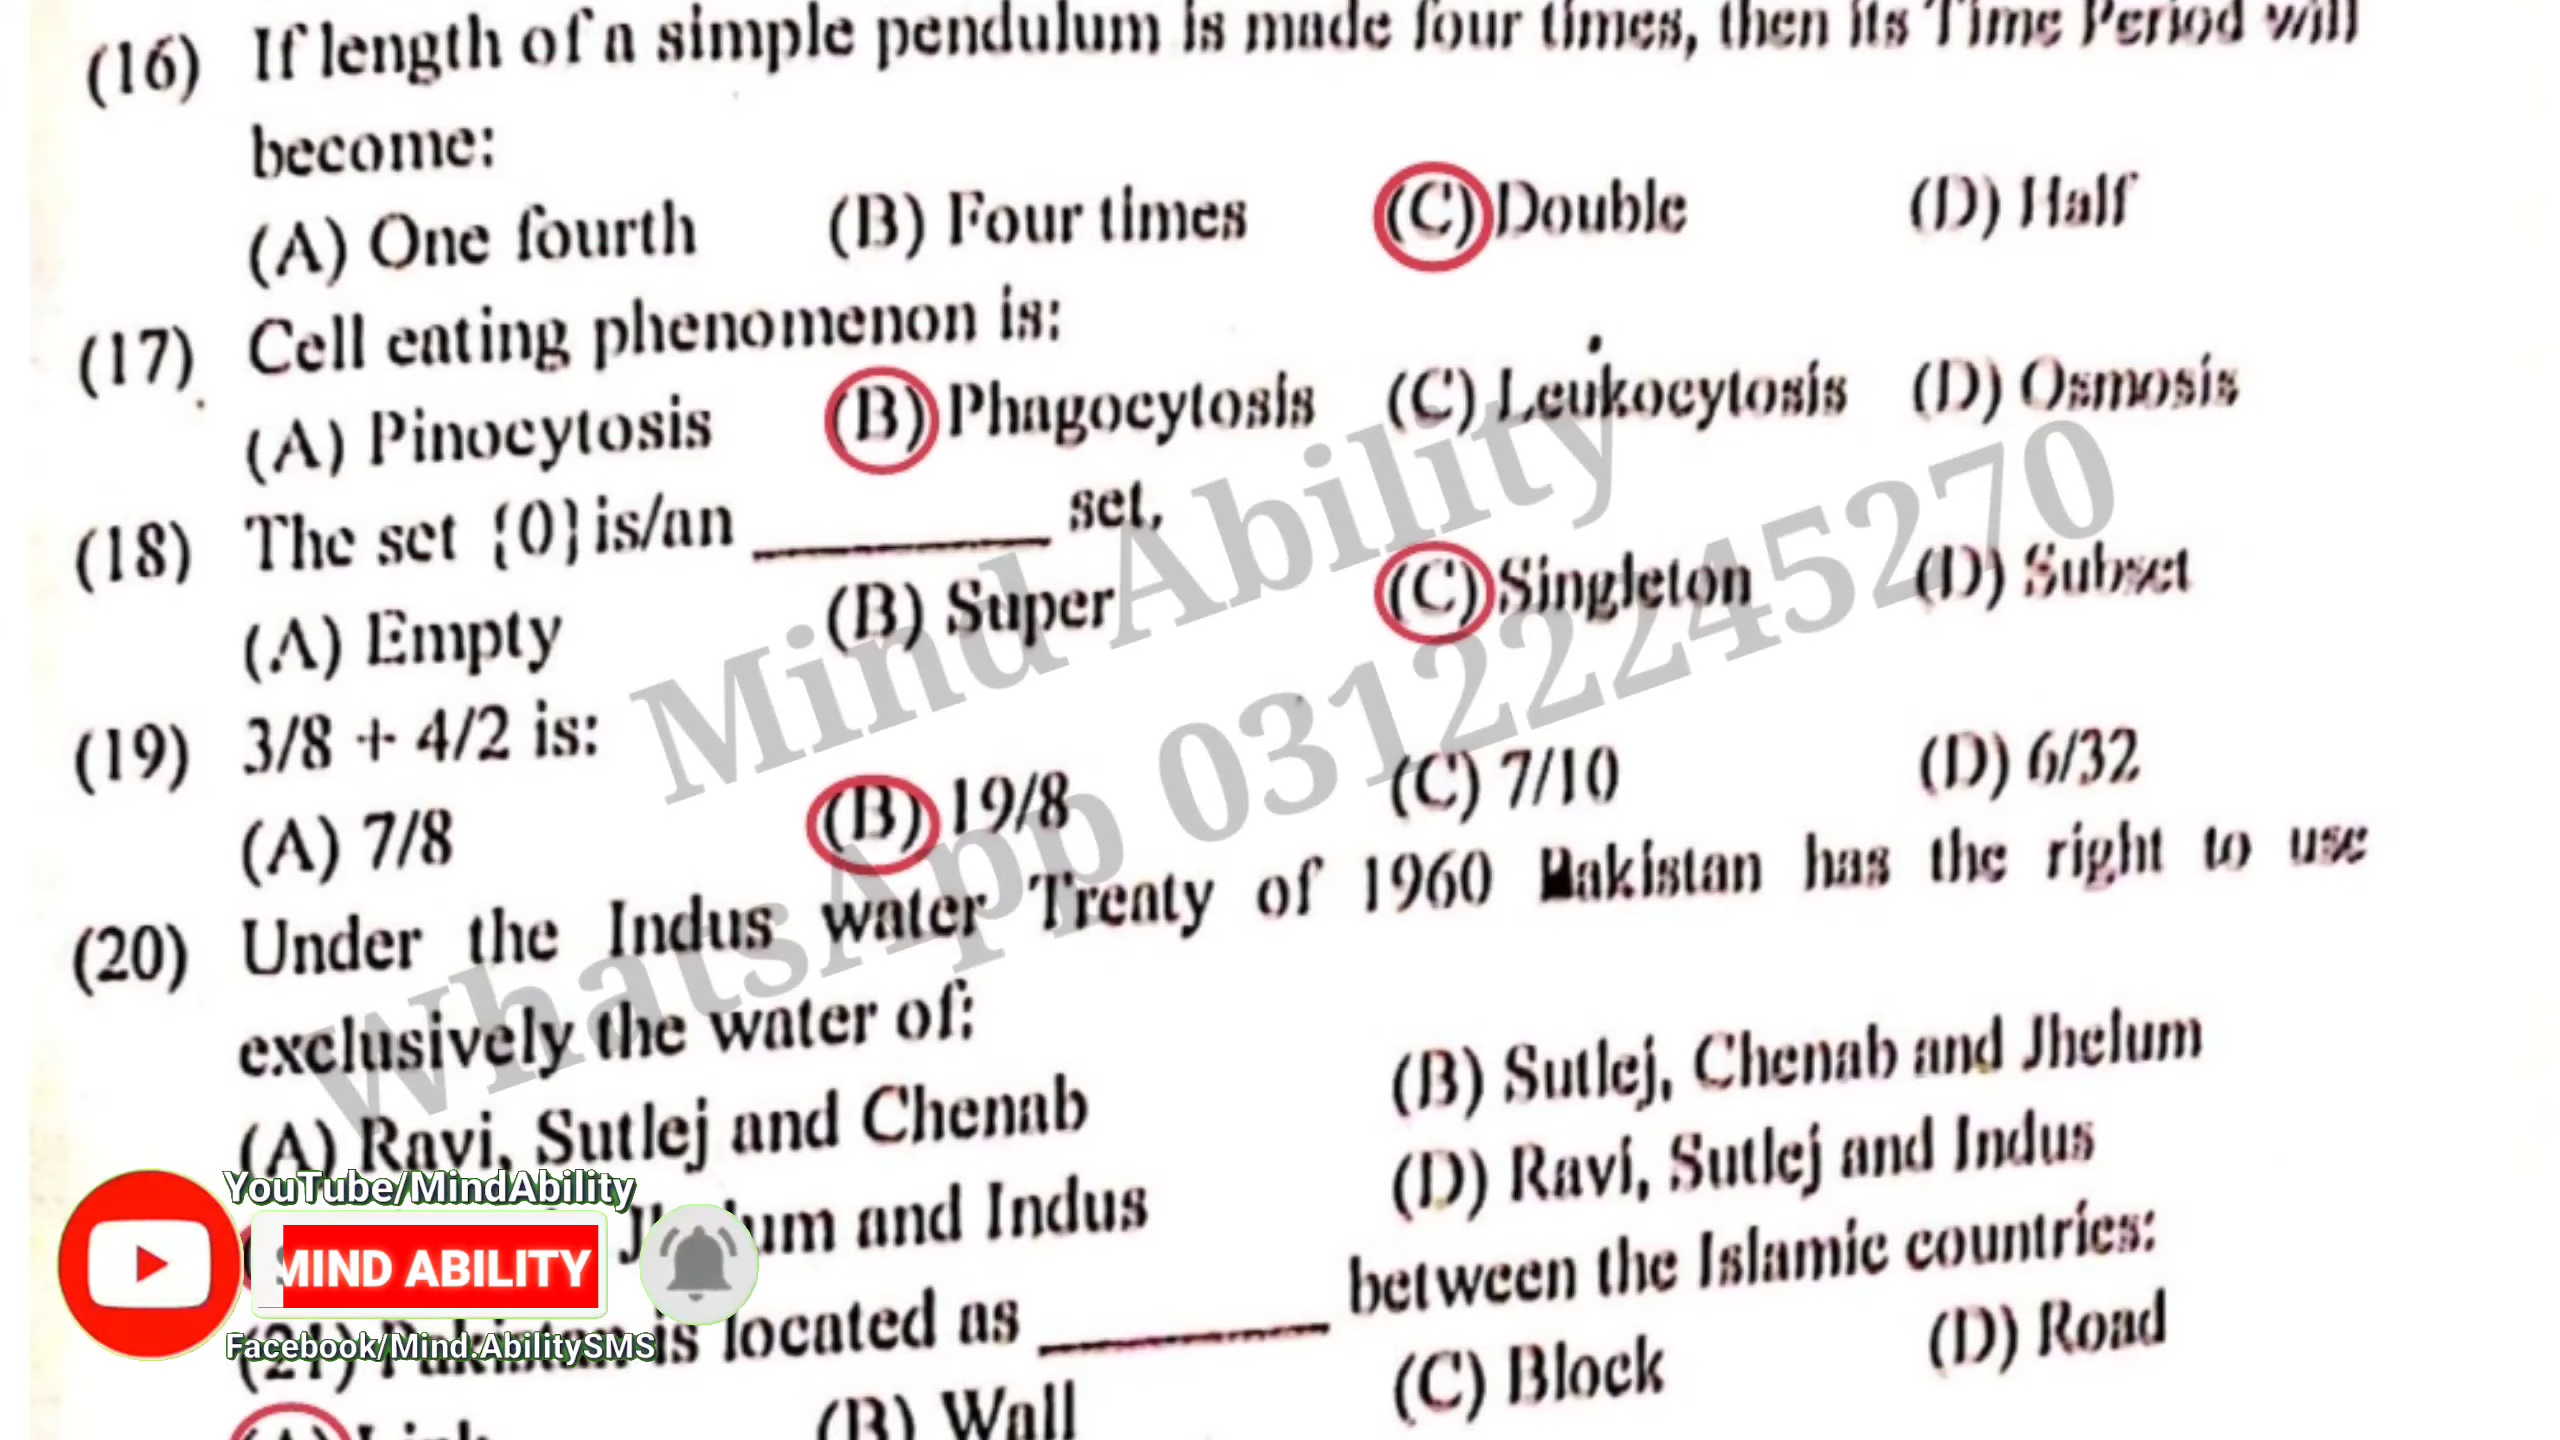 (16) If length of a simple pendulum is made four times, then its Time Period will
become:
(A) One fourth (B) Four times (C) Double (D) Half
(17) Cell eating phenomenon is:
(A) Pinocytosis (B) Phagocytosis (C) Leukocytosis (D) Osmosis
(18) The set {0} is/an ________ set,
(A) Empty (B) Super (C) Singleton (D) Subset
(19) 3/8 + 4/2 is:
(A) 7/8 (B) 19/8 (C) 7/10 (D) 6/32
(20) Under the Indus water Treaty of 1960 Pakistan has the right to use
exclusively the water of:
(A) Ravi, Sutlej and Chenab (B) Sutlej, Chenab and Jhelum
Jhelum and Indus (D) Ravi, Sutlej and Indus
(21) Pakistan is located as ________ between the Islamic countries:
(A) Link (B) Wall (C) Block (D) Road
Mind Ability
WhatsApp 03122245270
YouTube/MindAbility
MIND ABILITY
Facebook/Mind.AbilitySMS